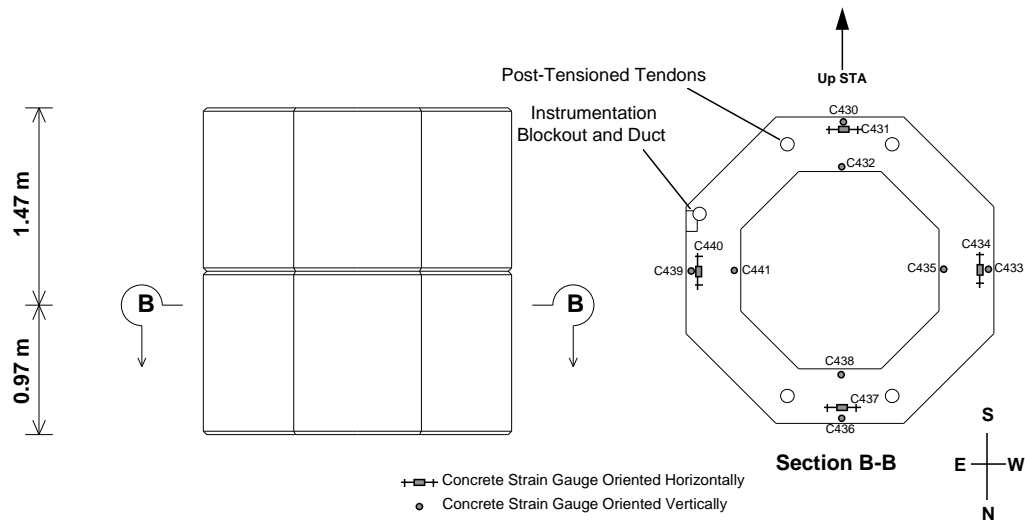 Up STA
Post-Tensioned Tendons
Instrumentation
Blockout and Duct
C430
C431
C432
C440
C434
C439
C441
C435
C433
C438
C437
C436
1.47 m
0.97 m
B
B
Section B-B
S
E
W
N
Concrete Strain Gauge Oriented Horizontally
Concrete Strain Gauge Oriented Vertically